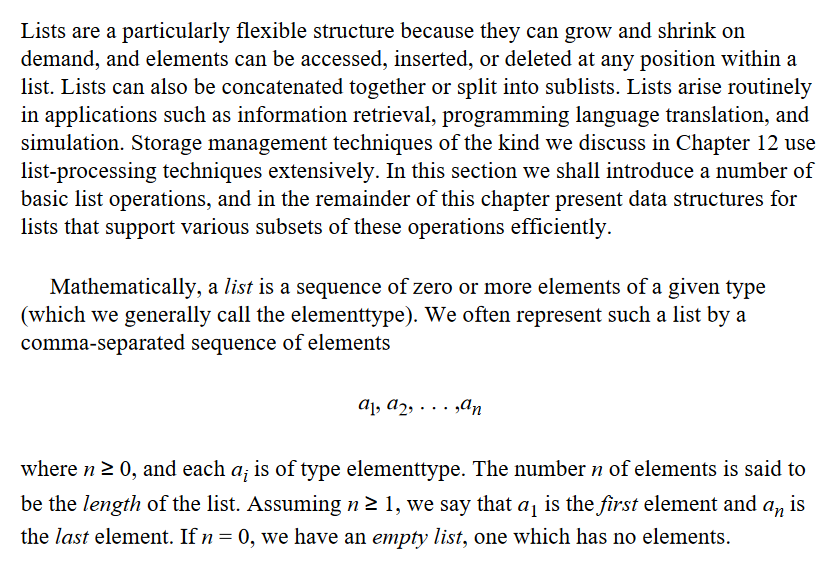 Lists are a particularly flexible structure because they can grow and shrink on
demand, and elements can be accessed, inserted, or deleted at any position within a
list. Lists can also be concatenated together or split into sublists. Lists arise routinely
in applications such as information retrieval, programming language translation, and
simulation. Storage management techniques of the kind we discuss in Chapter 12 use
list-processing techniques extensively. In this section we shall introduce a number of
basic list operations, and in the remainder of this chapter present data structures for
lists that support various subsets of these operations efficiently.
Mathematically, a list is a sequence of zero or more elements of a given type
(which we generally call the elementtype). We often represent such a list by a
comma-separated sequence of elements
a₁, a₂, . . . ,aₙ
where n ≥ 0, and each aᵢ is of type elementtype. The number n of elements is said to
be the length of the list. Assuming n ≥ 1, we say that a₁ is the first element and aₙ is
the last element. If n = 0, we have an empty list, one which has no elements.